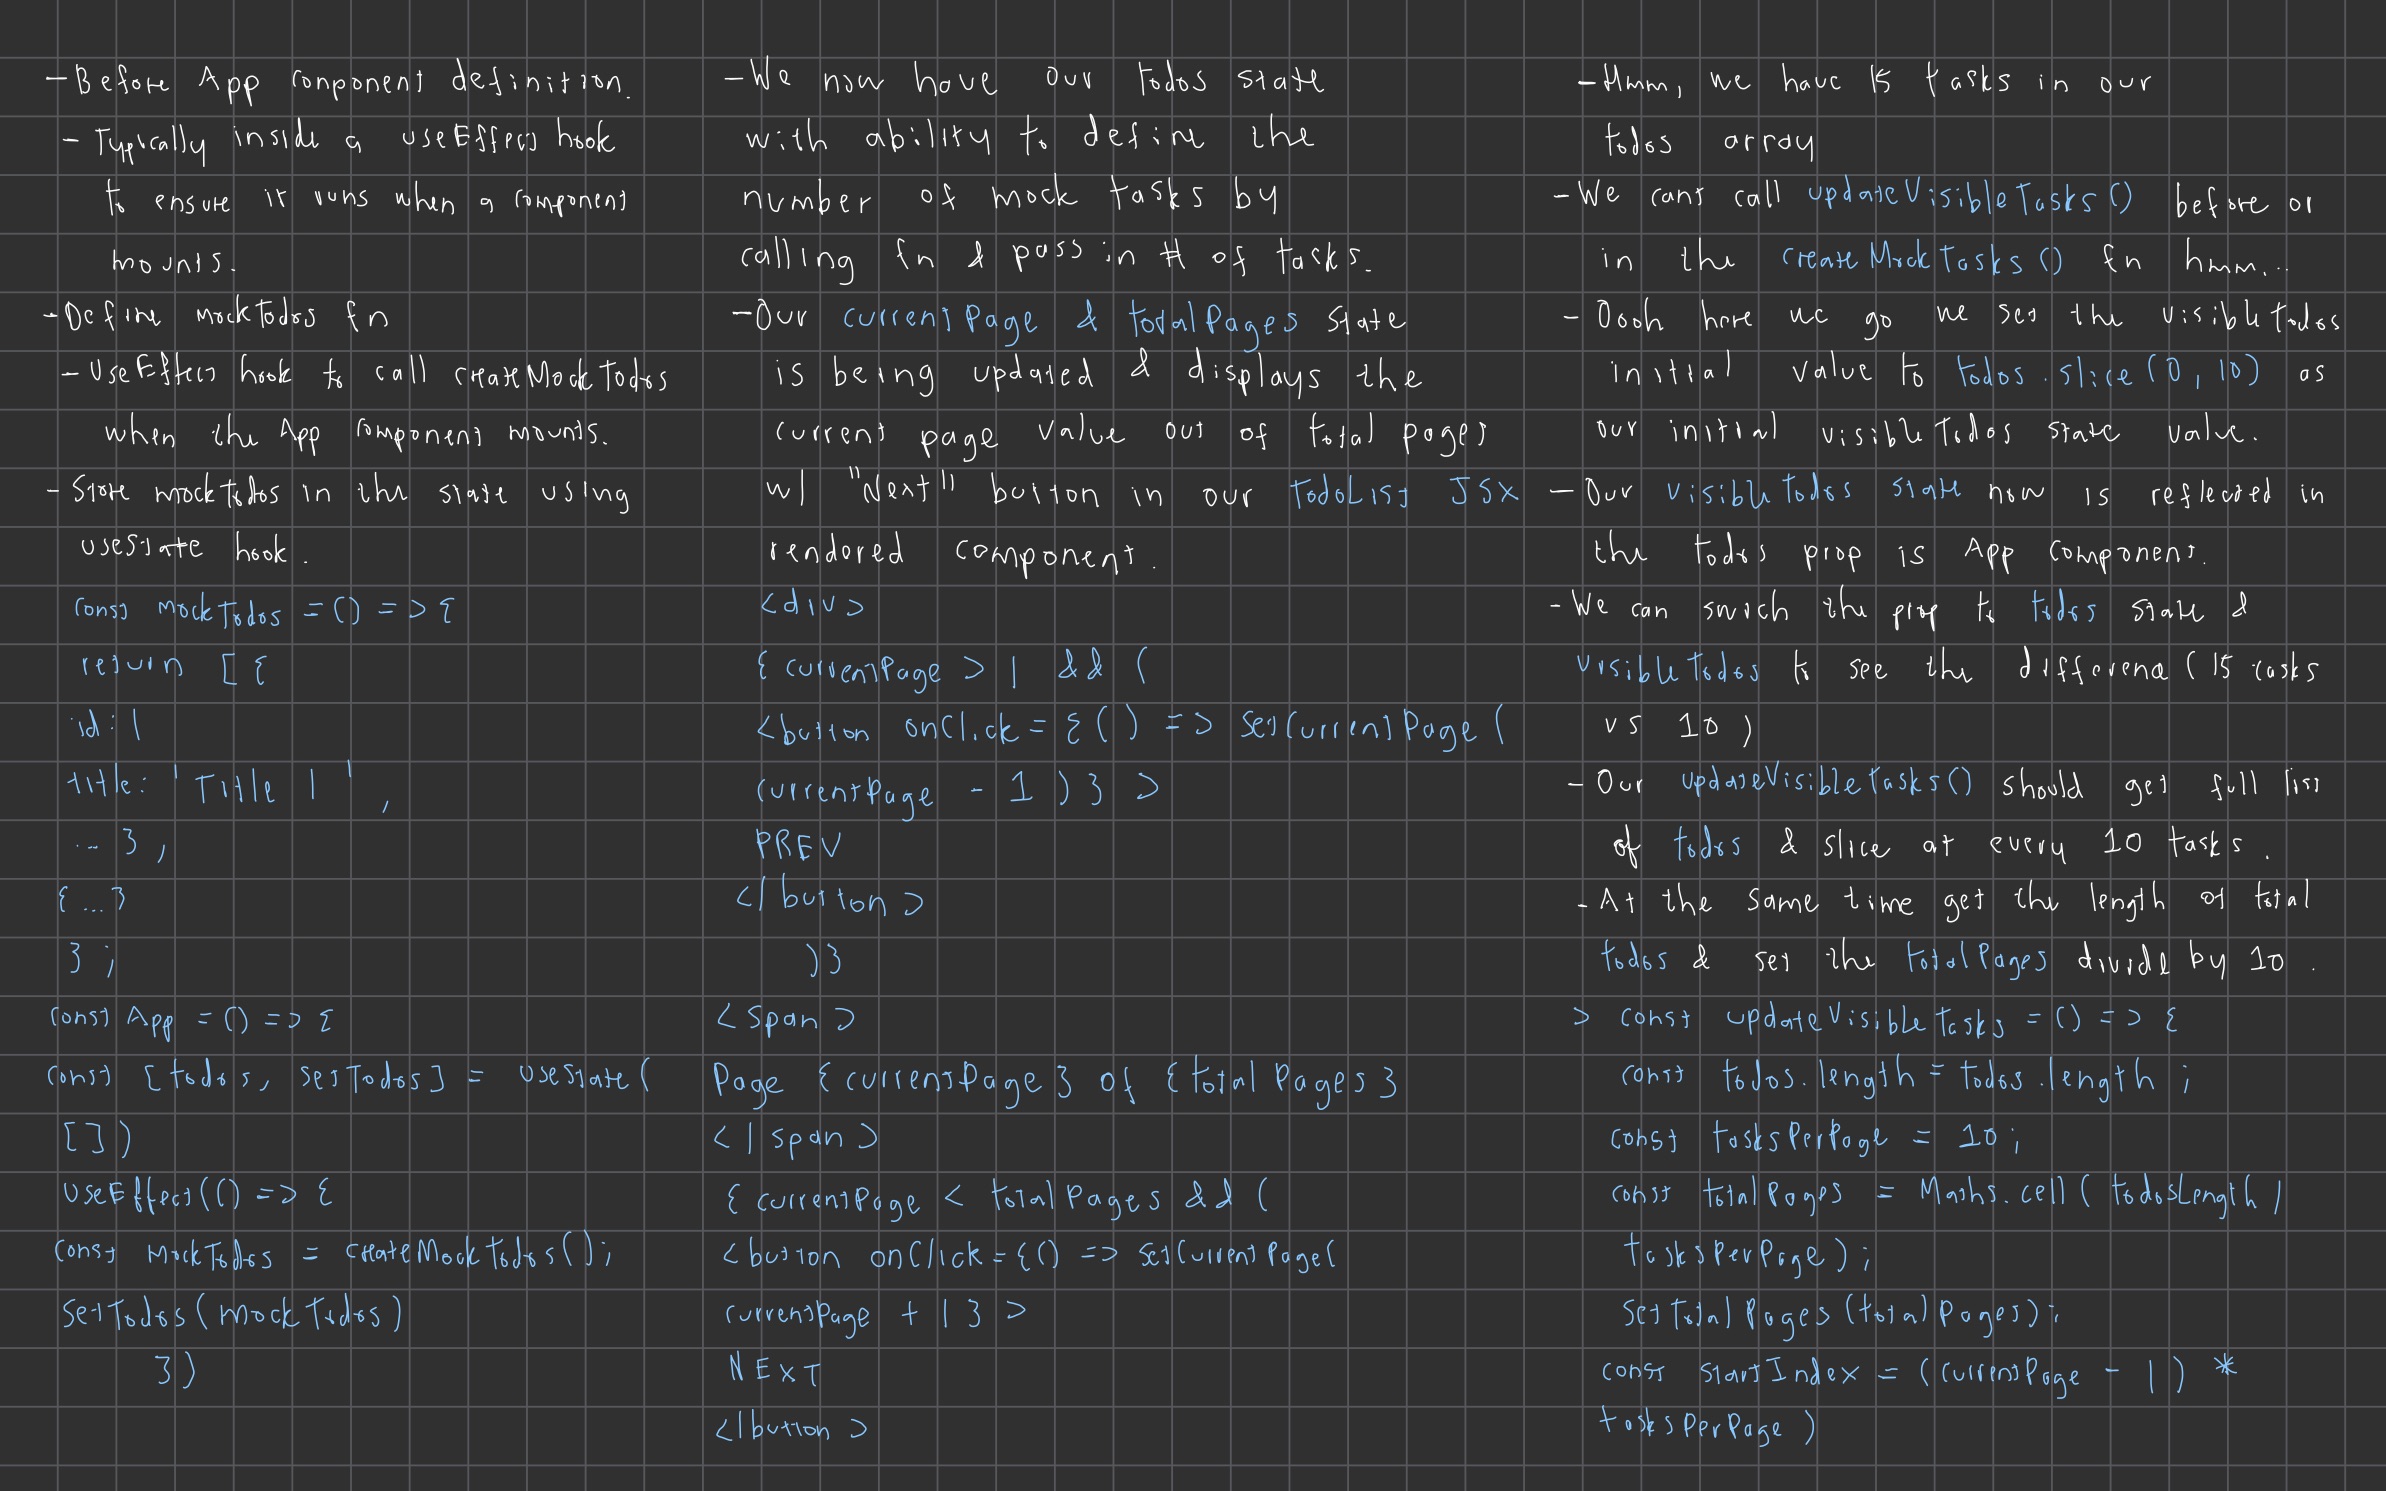 - Before App component definition.
- Typically inside a useEffect hook
to ensure it runs when a component
mounts.
- Define mockTodos fn
- UseEffect hook to call createMockTodos
when the App component mounts.
- Store mocktodos in the state using
useState hook.
const mockTodos = () => {
return [ {
id: 1
title: 'Title 1',
... },
{ ... }
} ;
const App = () => {
const [todos, setTodos] = useState(
[])
useEffect(() => {
const mockTodos = createMockTodos();
setTodos(mockTodos)
})
- We now have our todos state
with ability to define the
number of mock tasks by
calling fn & pass in # of tasks.
- Our currentPage & totalPages state
is being updated & displays the
current page value out of total pages
w/ "Next" button in our TodoList JSX
rendered component.
<div>
{ currentPage > 1 && (
<button onClick = { () => setCurrentPage (
currentPage - 1 ) } >
PREV
</button>
)}
<span>
Page {currentPage} of {totalPages}
</span>
{ currentPage < totalPages && (
<button onClick = {() => setCurrentPage(
currentPage + 1 } >
NEXT
</button>
- Hmm, we have 15 tasks in our
todos array
- We cant call updateVisibleTasks() before or
in the createMockTasks() fn hmm...
- Oooh here we go we set the visibletodos
initial value to todos.slice(0, 10) as
our initial visibleTodos state value.
- Our visibleTodos state now is reflected in
the todos prop is App component.
- We can swich the prop to todos state &
visibleTodos to see the differene ( 15 tasks
vs 10 )
- Our updateVisibletasks() should get full list
of todos & slice at every 10 tasks.
- At the same time get the length of total
todos & set the totalPages divide by 10.
> const updateVisibleTasks = () => {
const todos.length = todos.length ;
const tasksPerPage = 10;
const totalPages = Maths.ceil( todosLength /
tasksPerPage );
setTotalPages(totalPages);
const startIndex = (currentPage - 1) *
tasksPerPage )